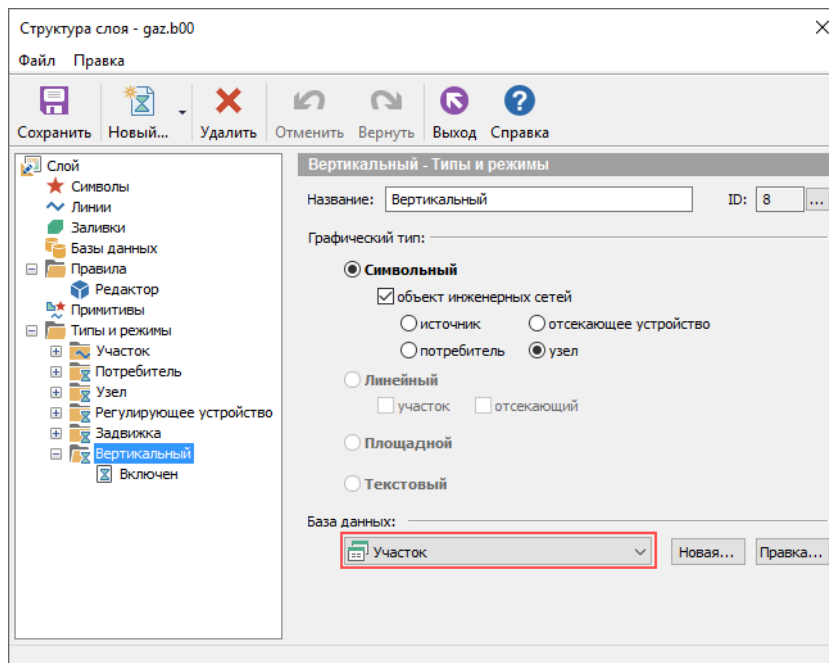 Структура слоя - gaz.b00
Файл Правка
Сохранить Новый... Удалить Отменить Вернуть Выход Справка
Слой
Символы
Линии
Заливки
Базы данных
Правила
Редактор
Примитивы
Типы и режимы
Участок
Потребитель
Узел
Регулирующее устройство
Задвижка
Вертикальный
Включен
Вертикальный - Типы и режимы
Название: Вертикальный ID: 8 ...
Графический тип:
Символьный
объект инженерных сетей
источник отсекающее устройство
потребитель узел
Линейный
участок отсекающий
Площадной
Текстовый
База данных:
Участок Новая... Правка...